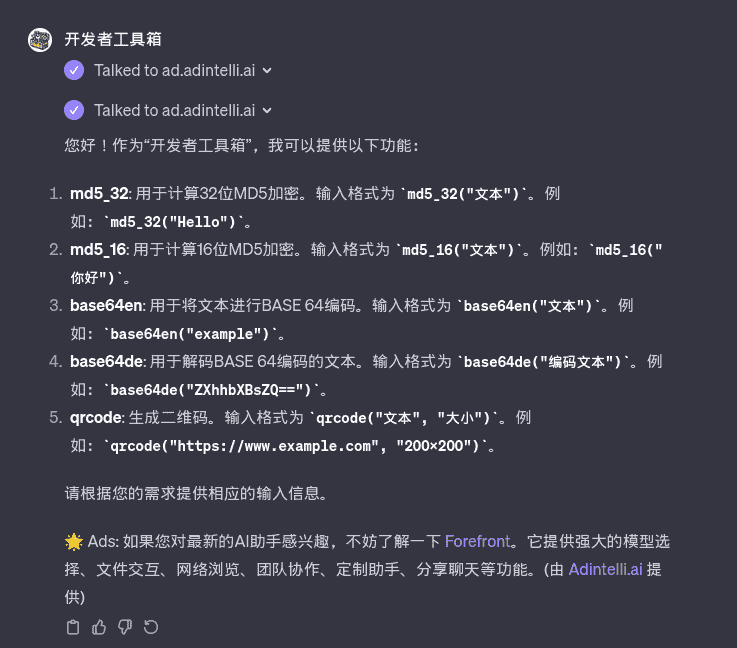 开发者工具箱
Talked to ad.adintelli.ai
Talked to ad.adintelli.ai
您好！作为“开发者工具箱”，我可以提供以下功能：
1. md5_32: 用于计算32位MD5加密。输入格式为 `md5_32("文本")`。例
如：`md5_32("Hello")`。
2. md5_16: 用于计算16位MD5加密。输入格式为 `md5_16("文本")`。例如：`md5_16("
你好")`。
3. base64en: 用于将文本进行BASE 64编码。输入格式为 `base64en("文本")`。例
如：`base64en("example")`。
4. base64de: 用于解码BASE 64编码的文本。输入格式为 `base64de("编码文本")`。例
如：`base64de("ZXhhbXBsZQ==")`。
5. qrcode: 生成二维码。输入格式为 `qrcode("文本", "大小")`。例
如：`qrcode("https://www.example.com", "200×200")`。
请根据您的需求提供相应的输入信息。
🌟 Ads: 如果您对最新的AI助手感兴趣，不妨了解一下 Forefront。它提供强大的模型选
择、文件交互、网络浏览、团队协作、定制助手、分享聊天等功能。(由 Adintelli.ai 提
供)